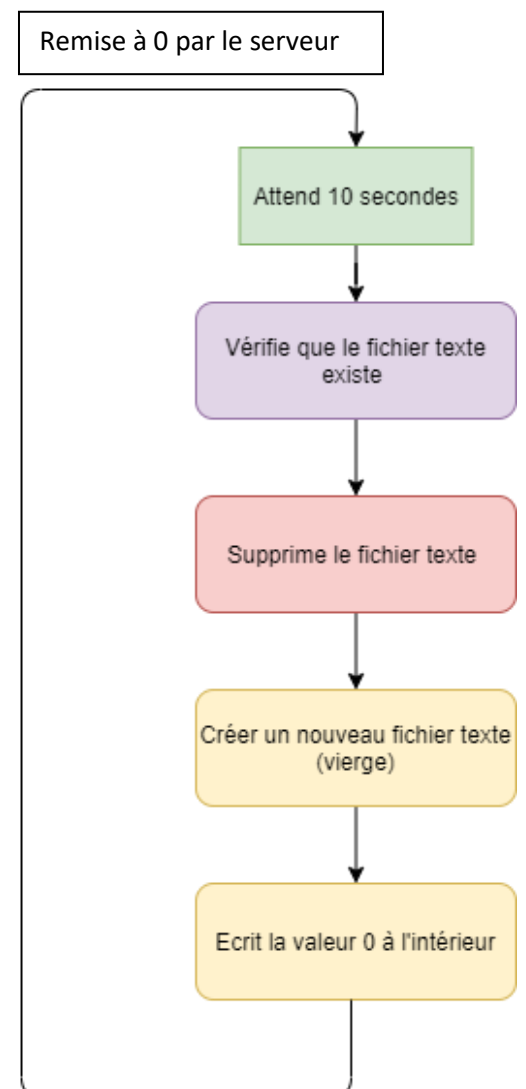 Remise à 0 par le serveur
Attend 10 secondes
Vérifie que le fichier texte
existe
Supprime le fichier texte
Créer un nouveau fichier texte
(vierge)
Ecrit la valeur 0 à l'intérieur